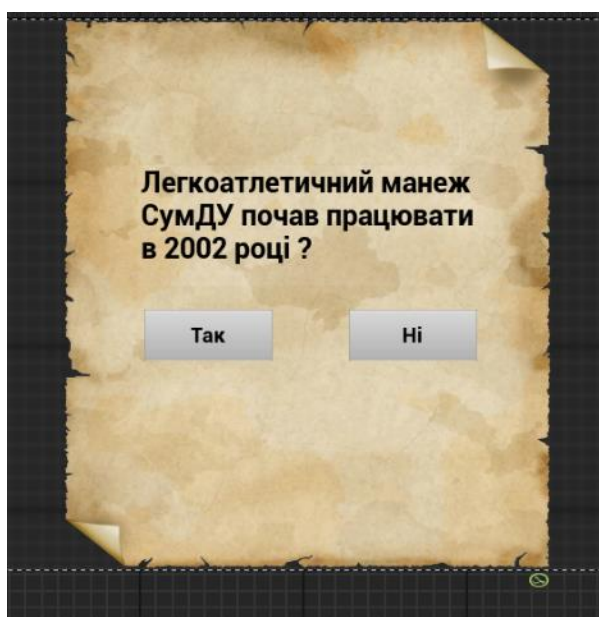 Легкоатлетичний манеж
СумДУ почав працювати
в 2002 році ?
Так Ні